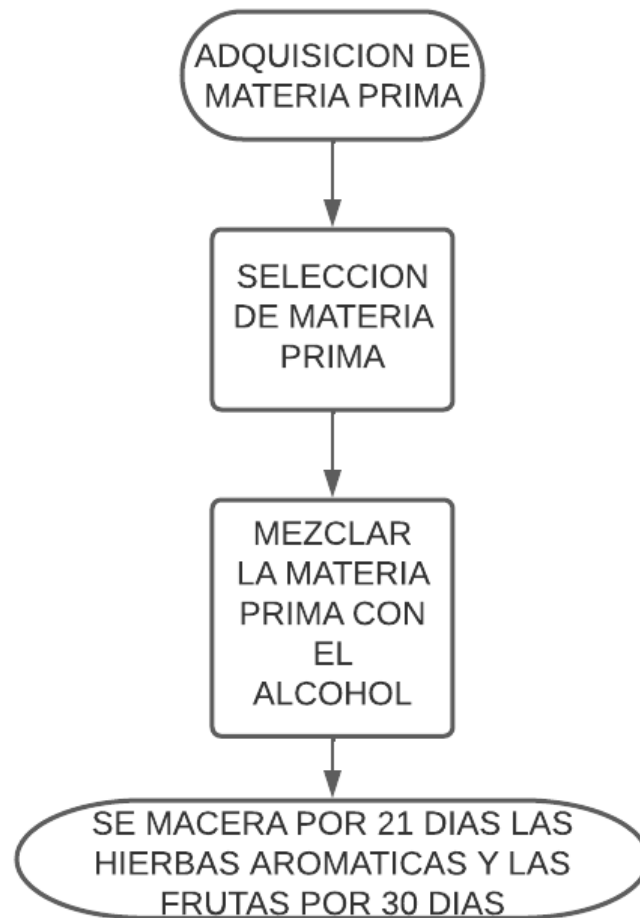 ADQUISICION DE
MATERIA PRIMA
SELECCION
DE MATERIA
PRIMA
MEZCLAR
LA MATERIA
PRIMA CON
EL
ALCOHOL
SE MACERA POR 21 DIAS LAS
HIERBAS AROMATICAS Y LAS
FRUTAS POR 30 DIAS